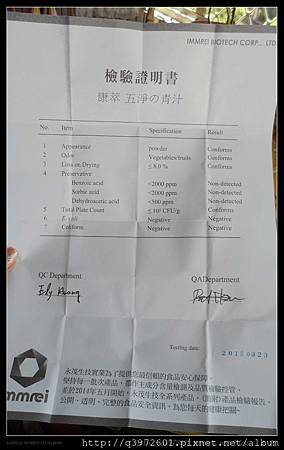 IMMREI BIOTECH CORP., LTD.
檢驗證明書
康萃 五淨の青汁
No. Item Specification Result
1 Appearance powder Conforms
2 Odor Vegetables/fruits Conforms
3 Loss on Drying ≤ 8.0 % Conforms
4 Preservative
Benzoic acid <2000 ppm Non-detected
Sorbic acid <2000 ppm Non-detected
Dehydroacetic acid <500 ppm Non-detected
5 Total Plate Count CFU/g Conforms
6 E. coli Negative Negative
7 Coliform Negative Negative
QC Department QA Department
Testing date: 20150323
永茂生技實業為了提供您最信賴的食品安心保障,
堅持每一批次產品,都作主成分含量檢測及品質檢驗控管。
並於2014年五月開始,永茂生技全系列產品,(箱附)產品檢驗報告。
公開、透明、完整的食品安全資訊,為您每天的健康把關~
immrei
http://q3972601.pixnet.net/album